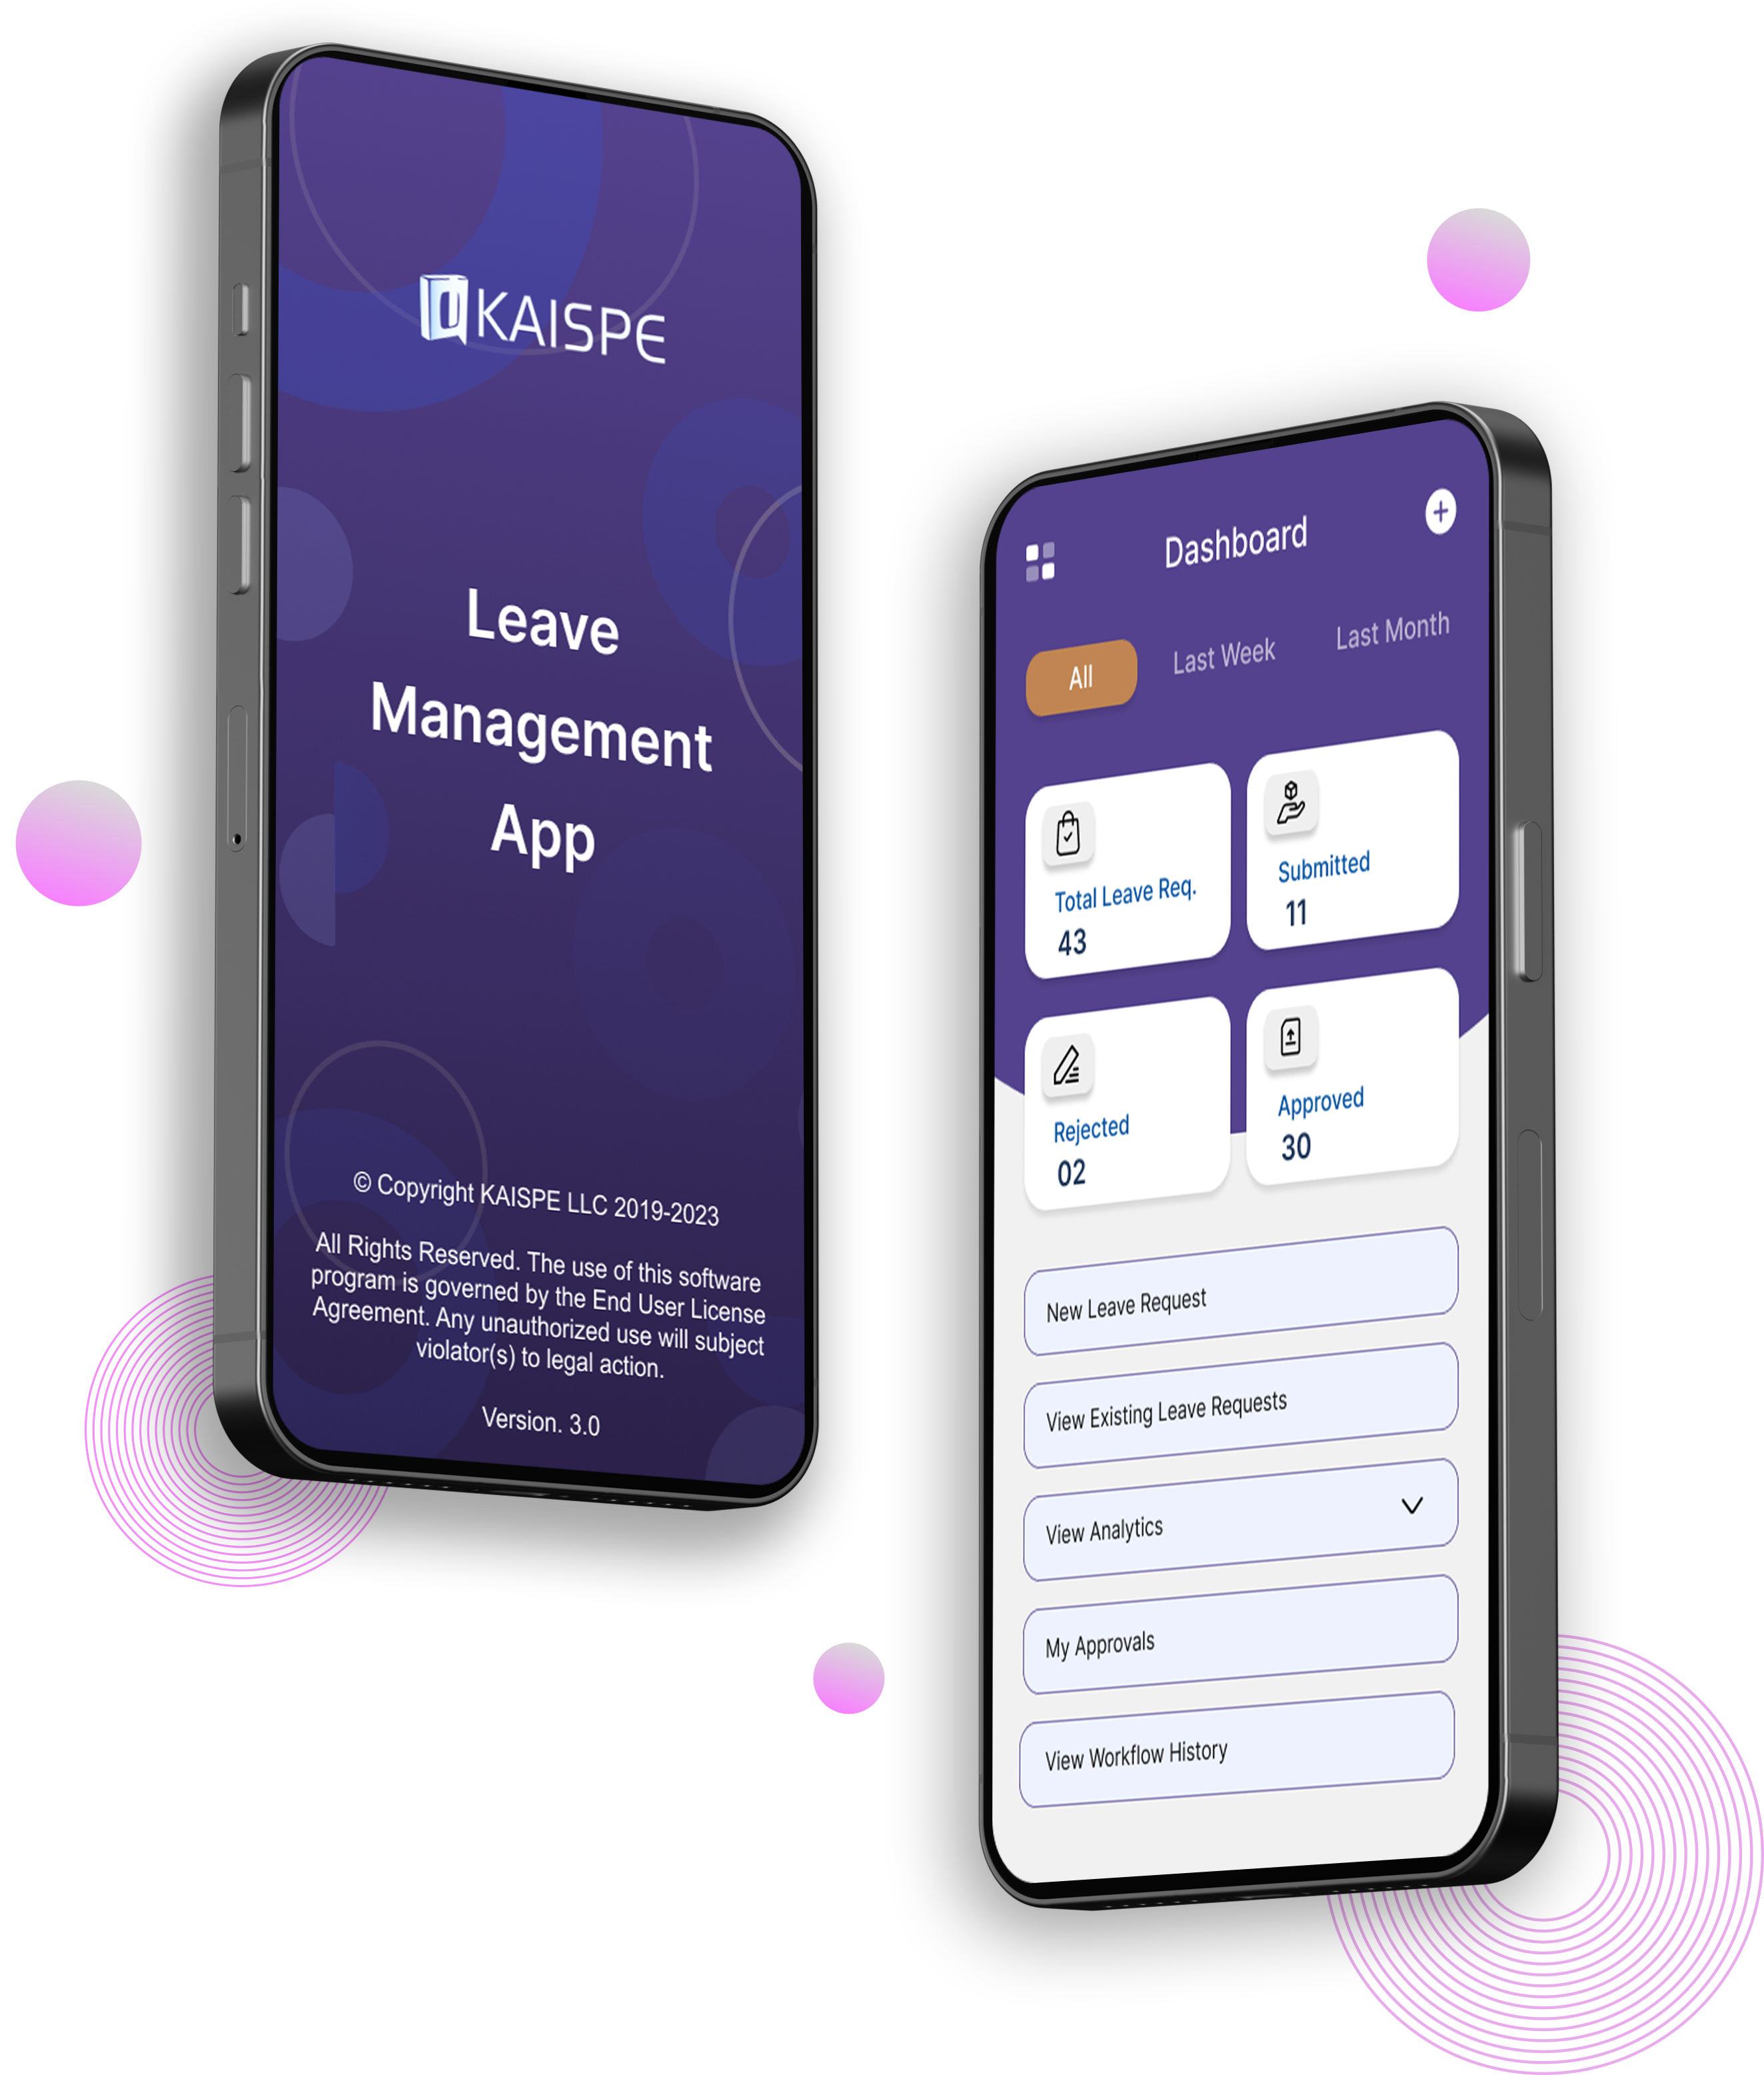 KAISPE
Leave
Management
App
© Copyright KAISPE LLC 2019-2023
All Rights Reserved. The use of this software
program is governed by the End User License
Agreement. Any unauthorized use will subject
violator(s) to legal action.
Version. 3.0
Dashboard
All
Last Week
Last Month
Total Leave Req.
43
Submitted
11
Rejected
02
Approved
30
New Leave Request
View Existing Leave Requests
View Analytics
My Approvals
View Workflow History